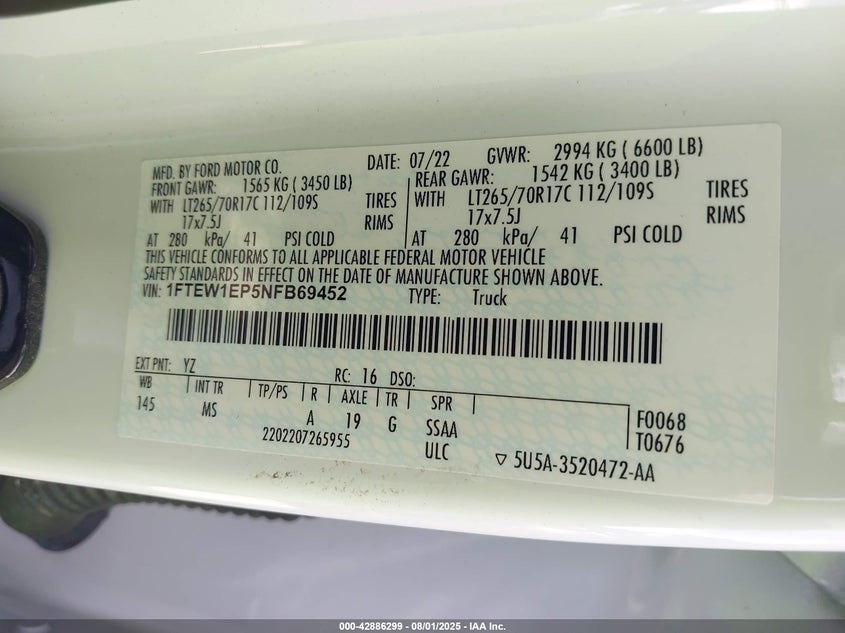 MFD. BY FORD MOTOR CO.
DATE: 07/22 GVWR: 2994 KG ( 6600 LB)
FRONT GAWR: 1565 KG ( 3450 LB)
WITH LT265/70R17C 112/109S TIRES
17x7.5J RIMS
AT 280 kPa/ 41 PSI COLD
REAR GAWR: 1542 KG ( 3400 LB)
WITH LT265/70R17C 112/109S TIRES
17x7.5J RIMS
AT 280 kPa/ 41 PSI COLD
THIS VEHICLE CONFORMS TO ALL APPLICABLE FEDERAL MOTOR VEHICLE
SAFETY STANDARDS IN EFFECT ON THE DATE OF MANUFACTURE SHOWN ABOVE.
VIN: 1FTEW1EP5NFB69452 TYPE: Truck
EXT PNT: YZ RC: 16 DSO:
WB INT TR TP/PS R AXLE TR SPR
145 MS A 19 G SSAA
2202207265955 ULC
F0068
T0676
▽ 5U5A-3520472-AA
000-42886299 - 08/01/2025 - IAA Inc.